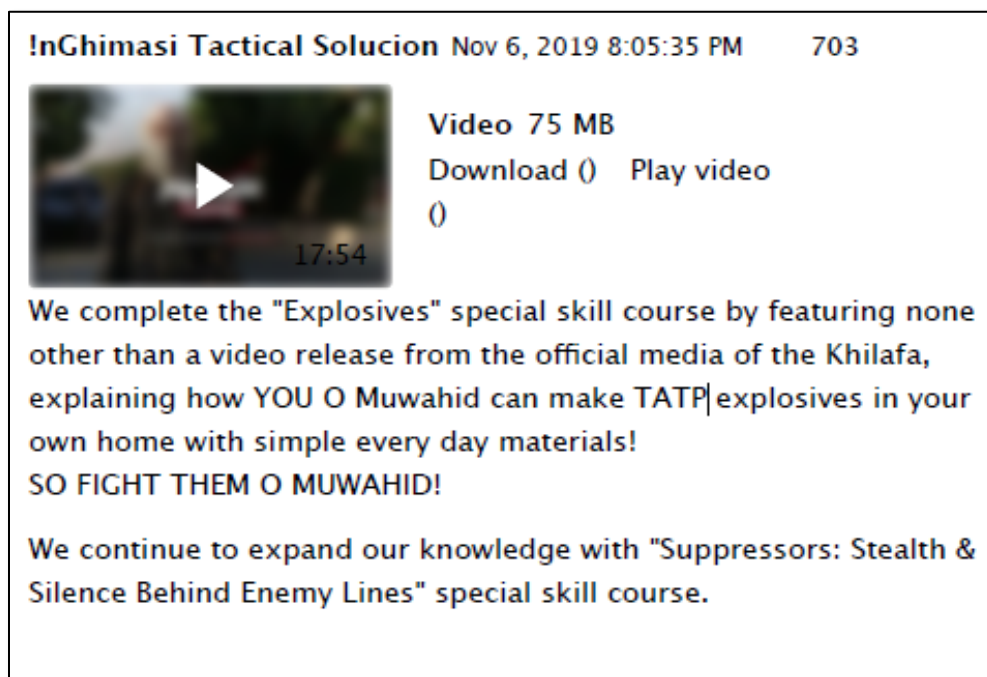 !nGhimasi Tactical Solucion Nov 6, 2019 8:05:35 PM 703
Video 75 MB
Download () Play video
()
17:54
We complete the "Explosives" special skill course by featuring none
other than a video release from the official media of the Khilafa,
explaining how YOU O Muwahid can make TATP explosives in your
own home with simple every day materials!
SO FIGHT THEM O MUWAHID!
We continue to expand our knowledge with "Suppressors: Stealth &
Silence Behind Enemy Lines" special skill course.